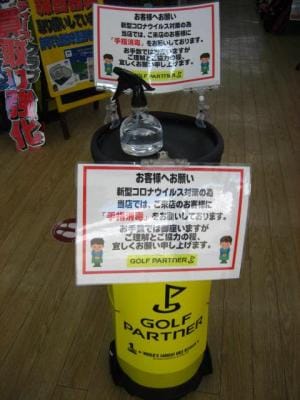 お客様へお願い
新型コロナウイルス対策の為
当店では、ご来店のお客様に
「手指消毒」をお願いしております。
お手数では御座いますが
ご理解とご協力の程、
宜しくお願い申し上げます。
GOLF PARTNER
お客様へお願い
新型コロナウイルス対策の為
当店では、ご来店のお客様に
「手指消毒」をお願いしております。
お手数では御座いますが
ご理解とご協力の程、
宜しくお願い申し上げます。
GOLF PARTNER
GOLF
PARTNER
買取強化